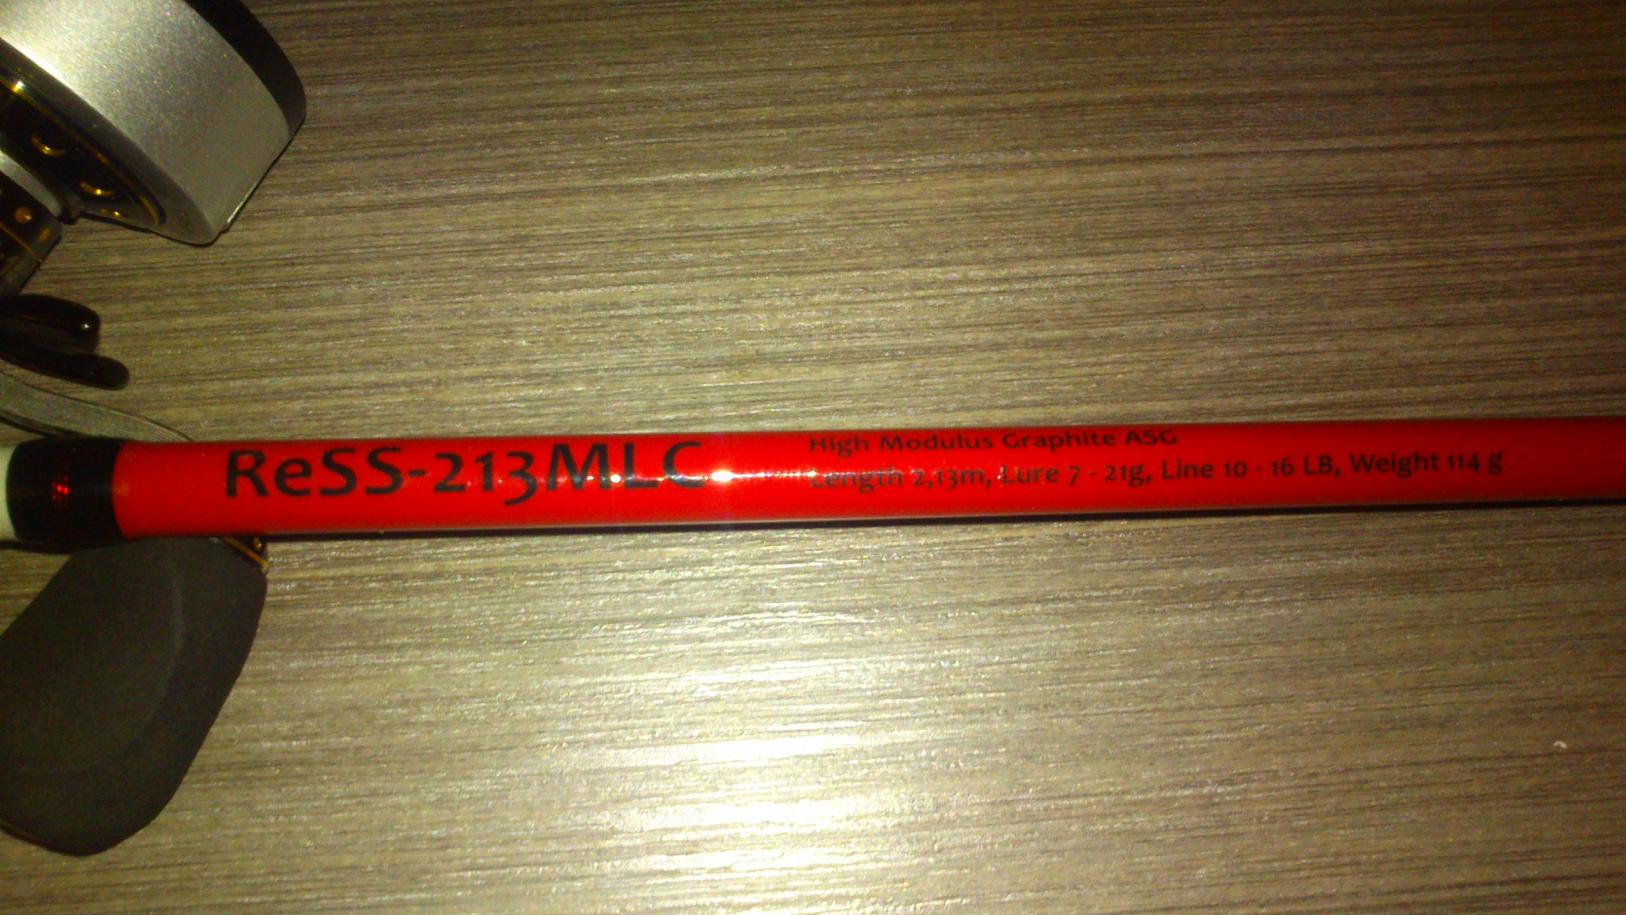 ReSS-213MLC
High Modulus Graphite ASG
Length 2,13m, Lure 7 - 21g, Line 10 - 16 LB, Weight 114 g